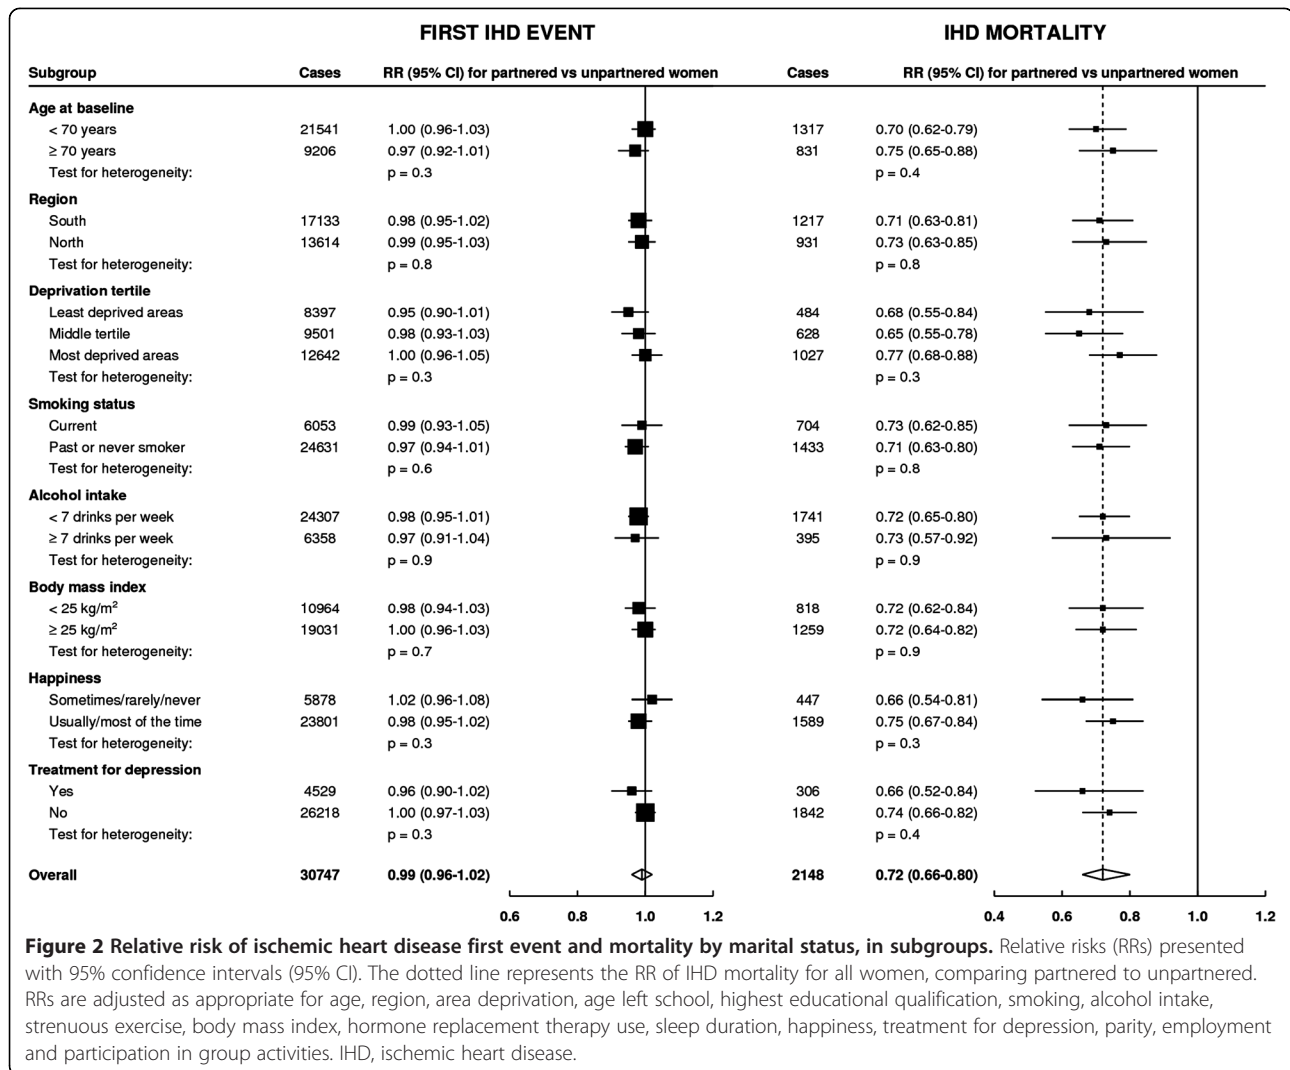 FIRST IHD EVENT IHD MORTALITY
Subgroup Cases RR (95% CI) for partnered vs unpartnered women Cases RR (95% CI) for partnered vs unpartnered women
Age at baseline
< 70 years 21541 1.00 (0.96-1.03) 1317 0.70 (0.62-0.79)
≥ 70 years 9206 0.97 (0.92-1.01) 831 0.75 (0.65-0.88)
Test for heterogeneity: p = 0.3 p = 0.4
Region
South 17133 0.98 (0.95-1.02) 1217 0.71 (0.63-0.81)
North 13614 0.99 (0.95-1.03) 931 0.73 (0.63-0.85)
Test for heterogeneity: p = 0.8 p = 0.8
Deprivation tertile
Least deprived areas 8397 0.95 (0.90-1.01) 484 0.68 (0.55-0.84)
Middle tertile 9501 0.98 (0.93-1.03) 628 0.65 (0.55-0.78)
Most deprived areas 12642 1.00 (0.96-1.05) 1027 0.77 (0.68-0.88)
Test for heterogeneity: p = 0.3 p = 0.3
Smoking status
Current 6053 0.99 (0.93-1.05) 704 0.73 (0.62-0.85)
Past or never smoker 24631 0.97 (0.94-1.01) 1433 0.71 (0.63-0.80)
Test for heterogeneity: p = 0.6 p = 0.8
Alcohol intake
< 7 drinks per week 24307 0.98 (0.95-1.01) 1741 0.72 (0.65-0.80)
≥ 7 drinks per week 6358 0.97 (0.91-1.04) 395 0.73 (0.57-0.92)
Test for heterogeneity: p = 0.9 p = 0.9
Body mass index
< 25 kg/m² 10964 0.98 (0.94-1.03) 818 0.72 (0.62-0.84)
≥ 25 kg/m² 19031 1.00 (0.96-1.03) 1259 0.72 (0.64-0.82)
Test for heterogeneity: p = 0.7 p = 0.9
Happiness
Sometimes/rarely/never 5878 1.02 (0.96-1.08) 447 0.66 (0.54-0.81)
Usually/most of the time 23801 0.98 (0.95-1.02) 1589 0.75 (0.67-0.84)
Test for heterogeneity: p = 0.3 p = 0.3
Treatment for depression
Yes 4529 0.96 (0.90-1.02) 306 0.66 (0.52-0.84)
No 26218 1.00 (0.97-1.03) 1842 0.74 (0.66-0.82)
Test for heterogeneity: p = 0.3 p = 0.4
Overall 30747 0.99 (0.96-1.02) 2148 0.72 (0.66-0.80)
0.6 0.8 1.0 1.2 0.4 0.6 0.8 1.0 1.2
Figure 2 Relative risk of ischemic heart disease first event and mortality by marital status, in subgroups. Relative risks (RRs) presented
with 95% confidence intervals (95% CI). The dotted line represents the RR of IHD mortality for all women, comparing partnered to unpartnered.
RRs are adjusted as appropriate for age, region, area deprivation, age left school, highest educational qualification, smoking, alcohol intake,
strenuous exercise, body mass index, hormone replacement therapy use, sleep duration, happiness, treatment for depression, parity, employment
and participation in group activities. IHD, ischemic heart disease.